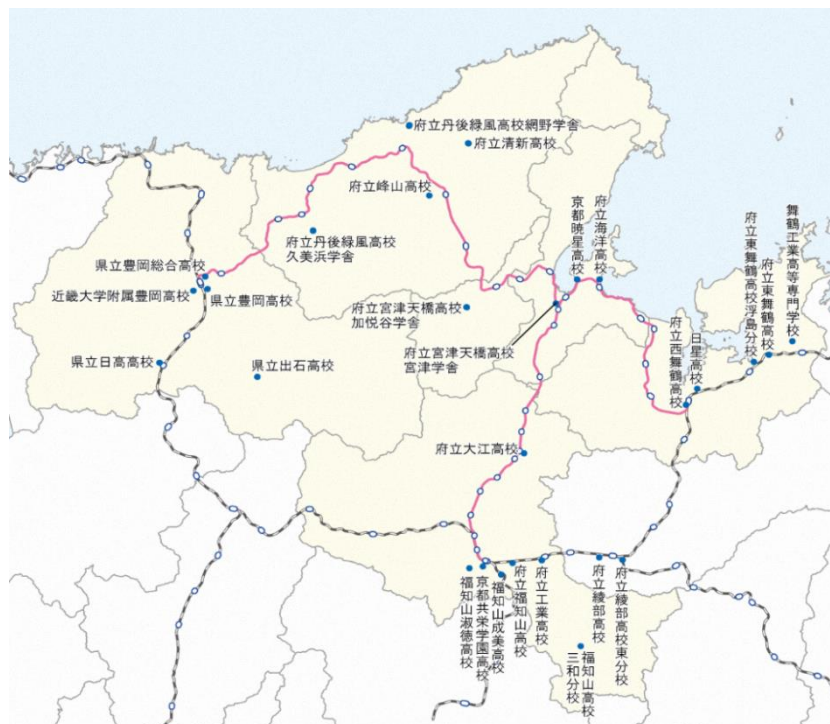 府立丹後緑風高校網野学舎
府立清新高校
府立峰山高校
府立丹後緑風高校
久美浜学舎
県立豊岡総合高校
近畿大学附属豊岡高校
県立豊岡高校
県立日高高校
県立出石高校
府立宮津天橋高校
加悦谷学舎
府立宮津天橋高校
宮津学舎
京都暁星高校
府立海洋高校
府立西舞鶴高校
日星高校
府立東舞鶴高校浮島分校
府立東舞鶴高校
舞鶴工業高等専門学校
府立大江高校
福知山淑徳高校
京都共栄学園高校
福知山成美高校
府立福知山高校
府立工業高校
府立綾部高校
府立綾部高校東分校
福知山高校
三和分校